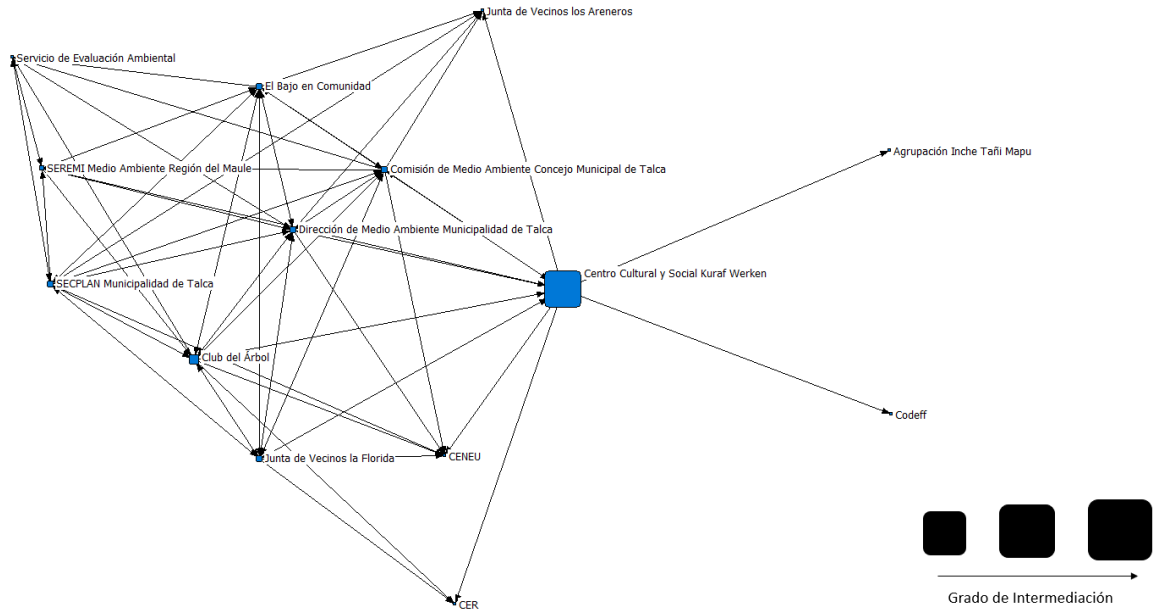 Junta de Vecinos los Areneros
Servicio de Evaluación Ambiental
El Bajo en Comunidad
Agrupación Inche Tañi Mapu
SEREMI Medio Ambiente Región del Maule
Comisión de Medio Ambiente Concejo Municipal de Talca
Dirección de Medio Ambiente Municipalidad de Talca
Centro Cultural y Social Kuraf Werken
SECPLAN Municipalidad de Talca
Club del Árbol
Codeff
Junta de Vecinos la Florida
CENEU
CER
Grado de Intermediación